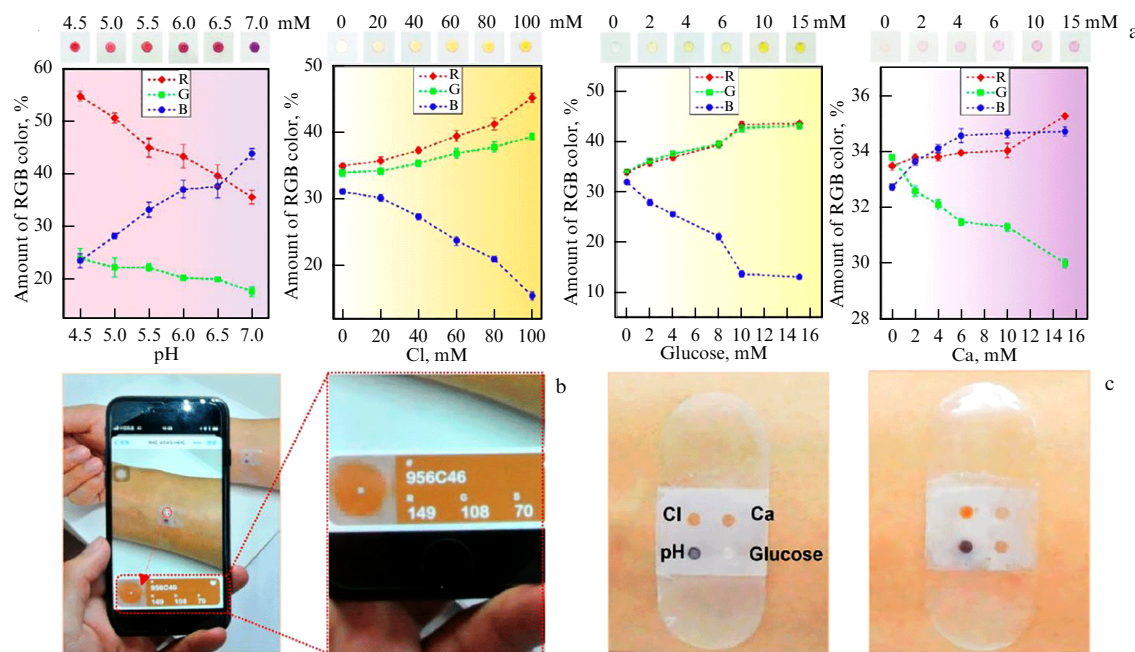 4.5 5.0 5.5 6.0 6.5 7.0 mM
0 20 40 60 80 100 mM
0 2 4 6 10 15 mM
0 2 4 6 10 15 mM
a
60
50
40
30
20
Amount of RGB color, %
R
G
B
4.5 5.0 5.5 6.0 6.5 7.0
pH
50
40
30
20
Amount of RGB color, %
R
G
B
0 20 40 60 80 100
Cl, mM
50
40
30
20
10
Amount of RGB color, %
R
G
B
0 2 4 6 8 10 12 14 16
Glucose, mM
36
34
32
30
28
Amount of RGB color, %
R
G
B
0 2 4 6 8 10 12 14 16
Ca, mM
956C46
R G B
149 108 70
b
#
956C46
R G B
149 108 70
Cl Ca
pH Glucose
c